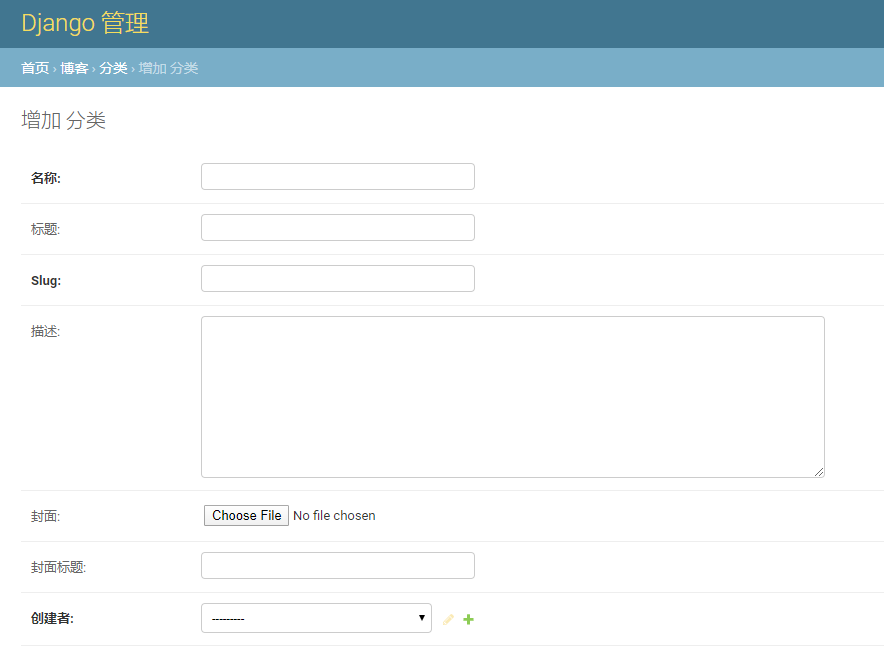 Django 管理
首页 › 博客 › 分类 › 增加 分类
增加 分类
名称:
标题:
Slug:
描述:
封面:
Choose File No file chosen
封面标题:
创建者:
---------